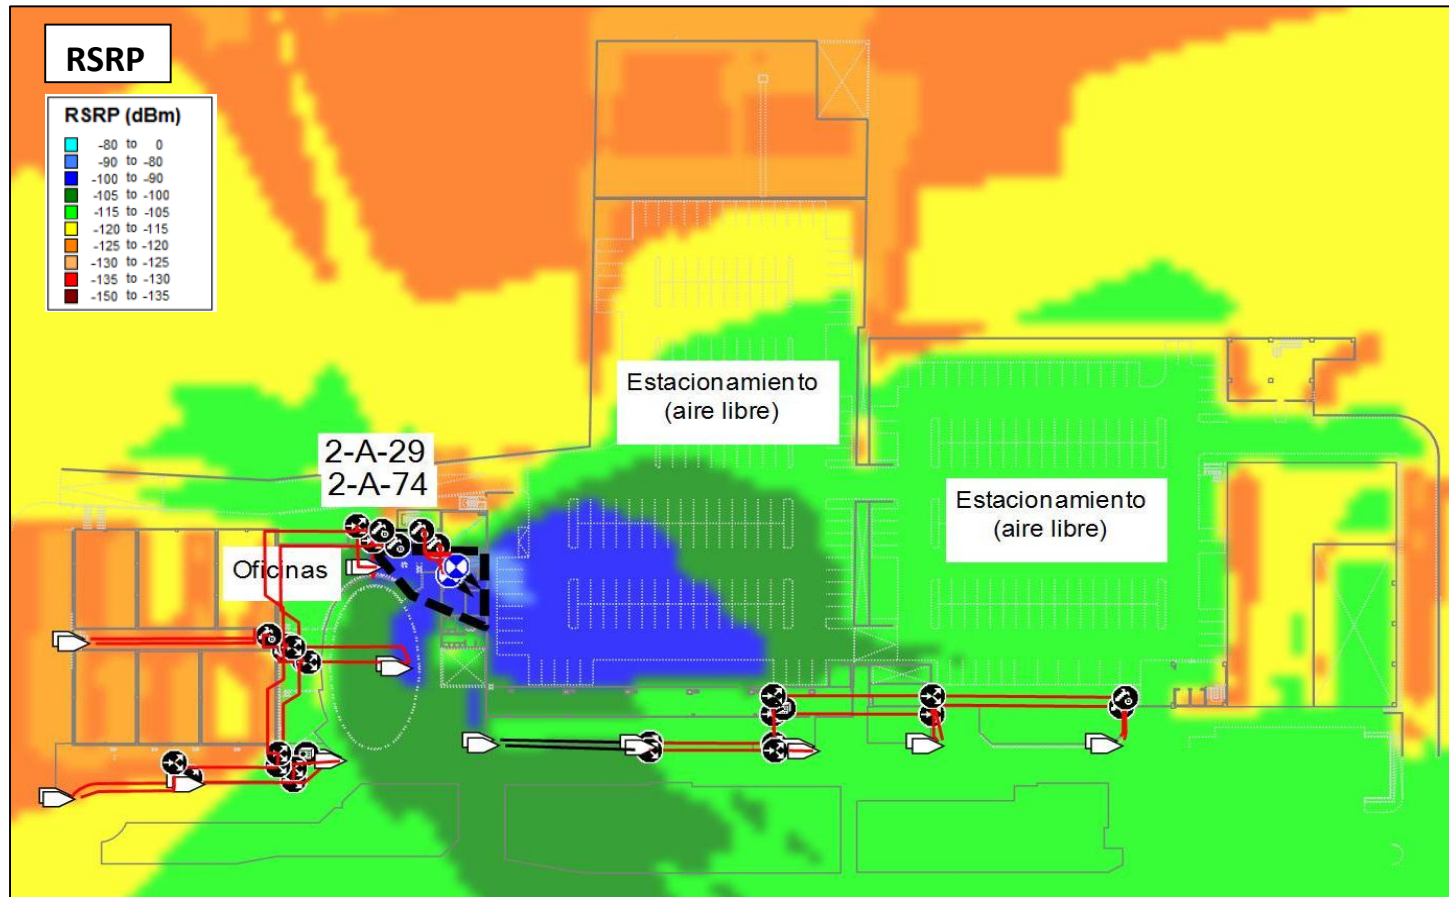 RSRP
RSRP (dBm)
-80 to 0
-90 to -80
-100 to -90
-105 to -100
-115 to -105
-120 to -115
-125 to -120
-130 to -125
-135 to -130
-150 to -135
Estacionamiento
(aire libre)
2-A-29
2-A-74
Estacionamiento
(aire libre)
Oficinas